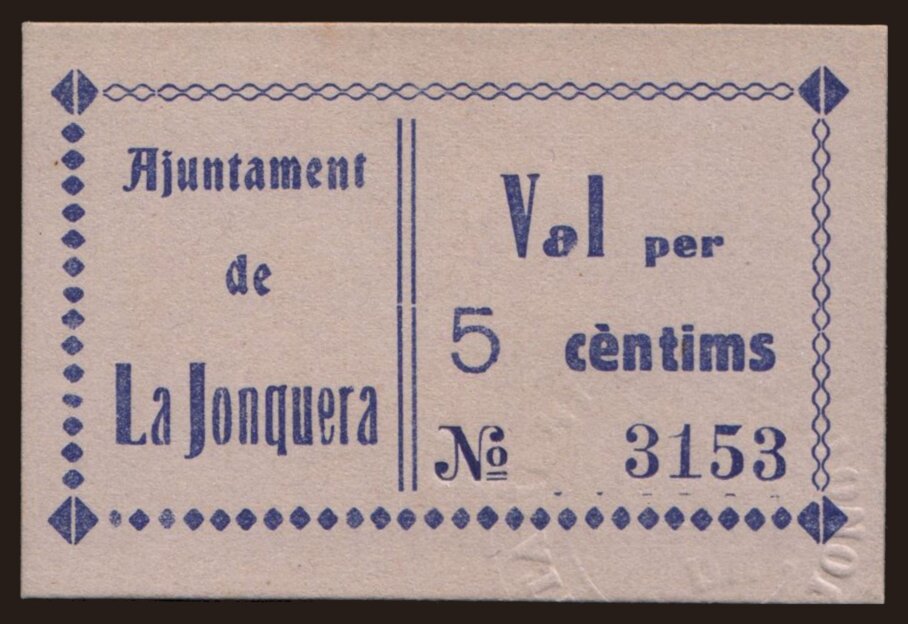 Ajuntament
de
La Jonquera
Val per
5 cèntims
Nº 3153